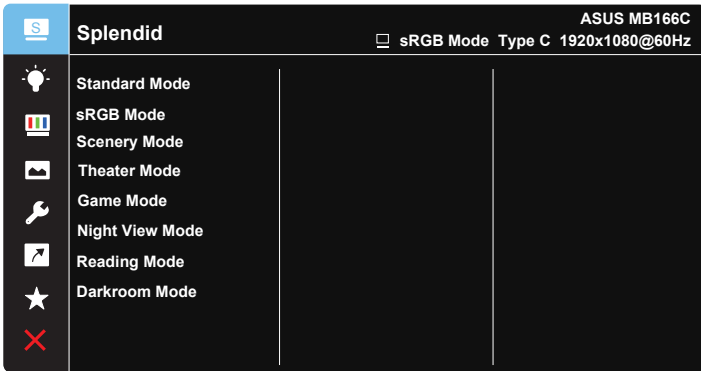 S
Splendid
ASUS MB166C
sRGB Mode Type C 1920x1080@60Hz
Standard Mode
sRGB Mode
Scenery Mode
Theater Mode
Game Mode
Night View Mode
Reading Mode
Darkroom Mode